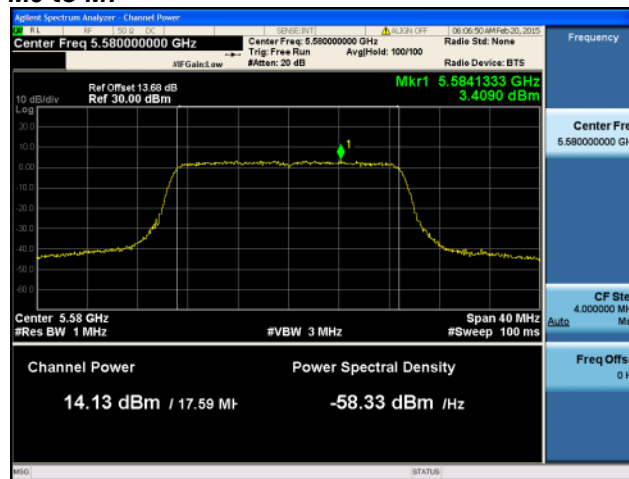 Agilent Spectrum Analyzer - Channel Power
RL RF 50 Ω DC SENSE:INT ALIGN OFF 06:06:50 AM Feb 20, 2015
Center Freq 5.580000000 GHz
Center Freq: 5.580000000 GHz
Radio Std: None
Trig: Free Run Avg|Hold: 100/100
#IFGain:Low #Atten: 20 dB Radio Device: BTS
Frequency
Mkr1 5.5841333 GHz
3.4090 dBm
Ref Offset 13.68 dB
10 dB/div Ref 30.00 dBm
Log
20.0
10.0
0.00
-10.0
-20.0
-30.0
-40.0
-50.0
-60.0
1
Center Fre
5.580000000 GH
Center 5.58 GHz Span 40 MHz
#Res BW 1 MHz #VBW 3 MHz #Sweep 100 ms
CF Ste
4.000000 MH
Auto Ma
Freq Offs
0 H
Channel Power Power Spectral Density
14.13 dBm / 17.59 MH -58.33 dBm /Hz
MSG STATUS